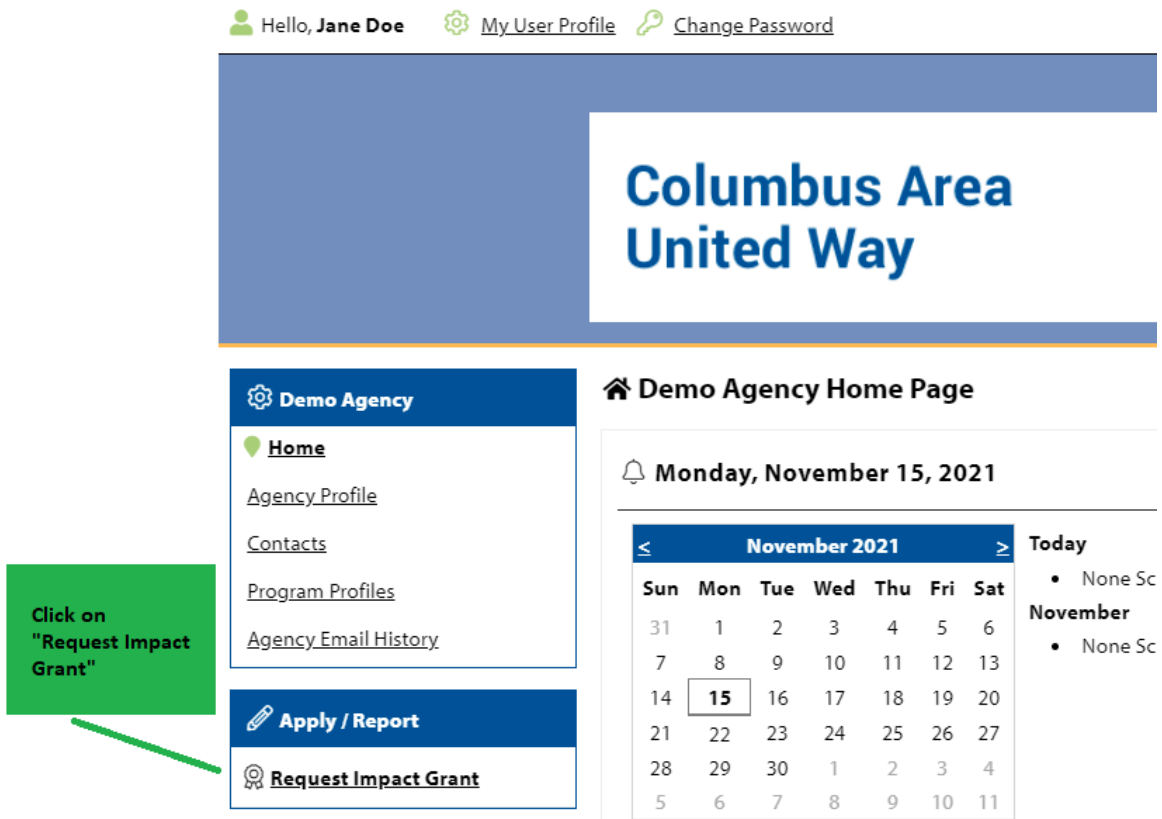 Hello, Jane Doe My User Profile Change Password
Columbus Area
United Way
Demo Agency
Home
Agency Profile
Contacts
Program Profiles
Agency Email History
Click on
"Request Impact
Grant"
Apply / Report
Request Impact Grant
Demo Agency Home Page
Monday, November 15, 2021
< November 2021 >
Sun Mon Tue Wed Thu Fri Sat
31 1 2 3 4 5 6
7 8 9 10 11 12 13
14 15 16 17 18 19 20
21 22 23 24 25 26 27
28 29 30 1 2 3 4
5 6 7 8 9 10 11
Today
• None Sc
November
• None Sc